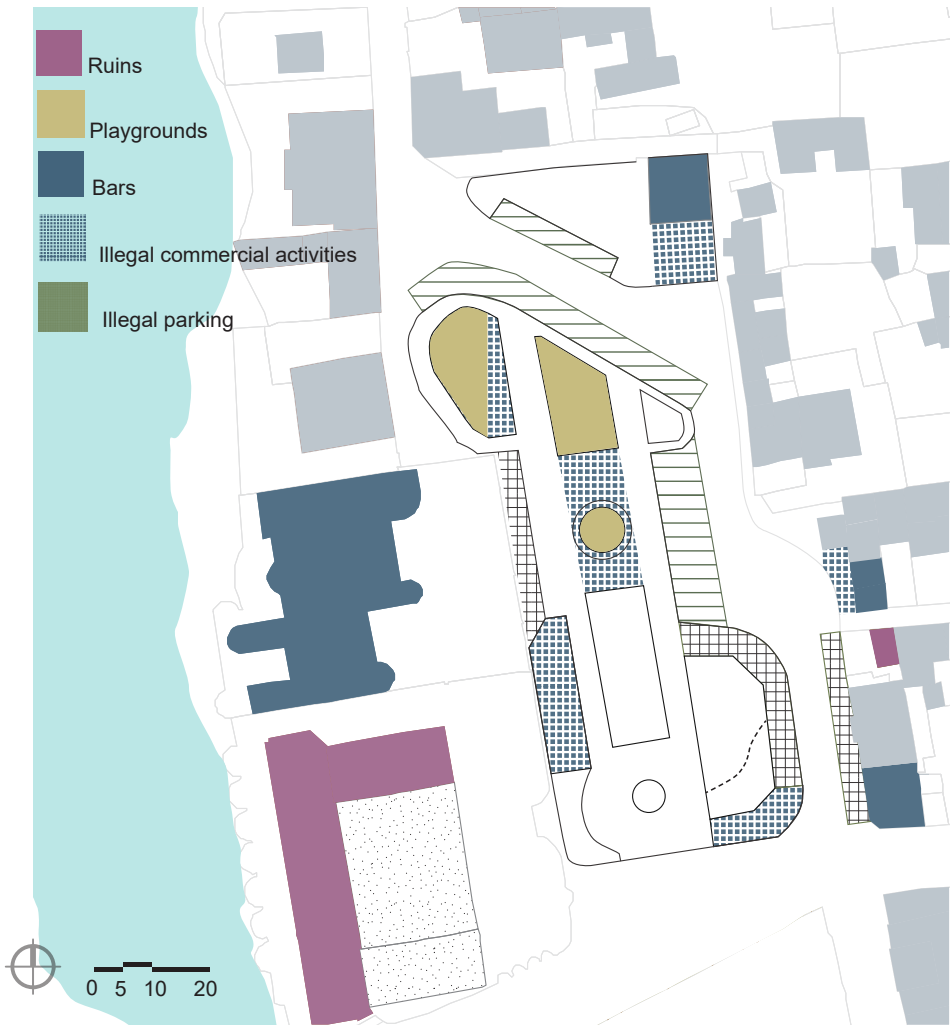 Ruins
Playgrounds
Bars
Illegal commercial activities
Illegal parking
0 5 10 20